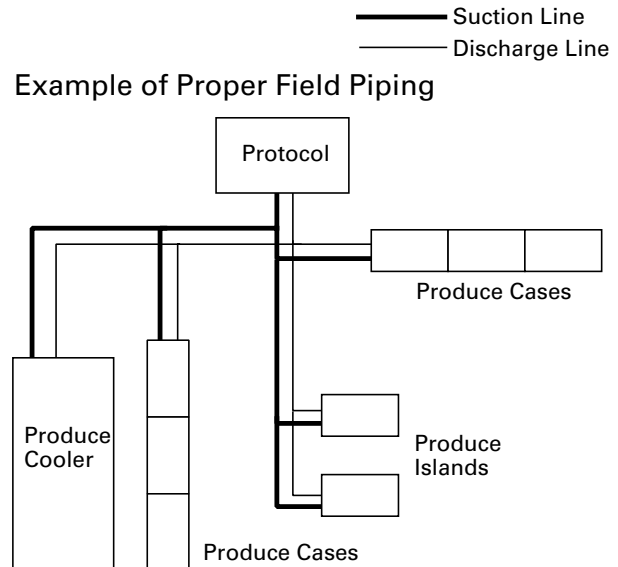 Suction Line
Discharge Line
Example of Proper Field Piping
Protocol
Produce Cases
Produce
Cooler
Produce
Islands
Produce Cases